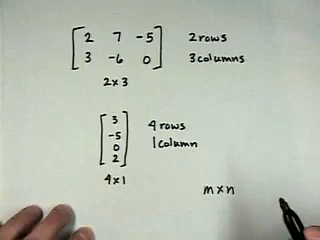 2 7 -5 2 rows
3 -6 0 3 columns
2 x 3
3
-5 4 rows
0 1 column
2
4 x 1
m x n